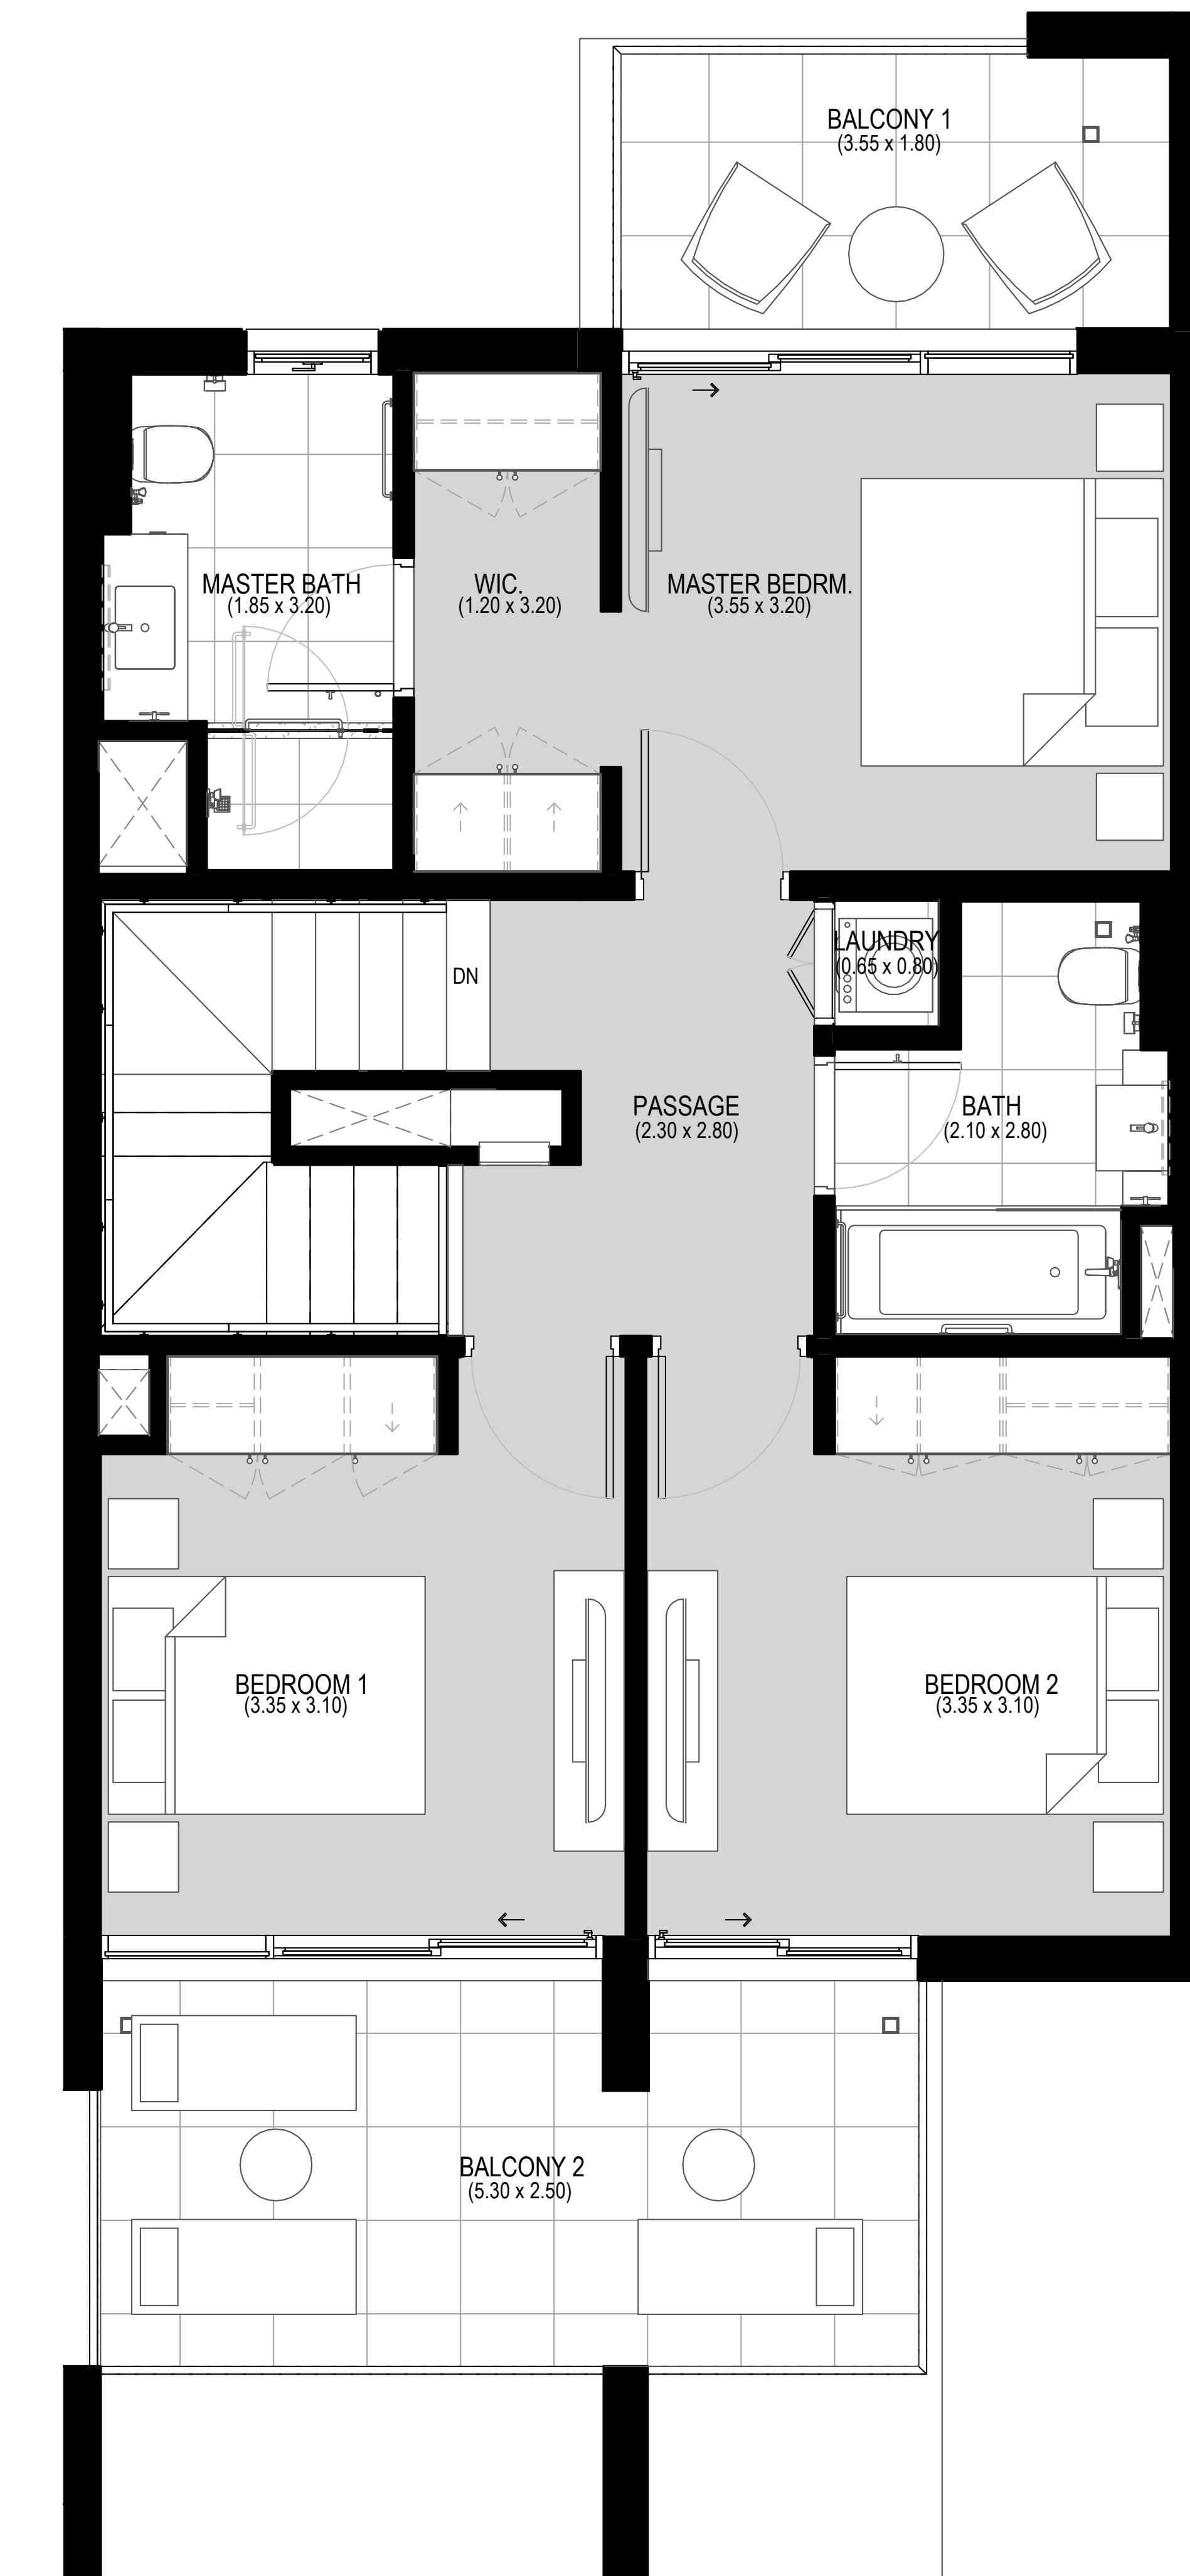 BALCONY 1
(3.55 x 1.80)
MASTER BATH
(1.85 x 3.20)
WIC.
(1.20 x 3.20)
MASTER BEDRM.
(3.55 x 3.20)
LAUNDRY
(0.65 x 0.80)
DN
PASSAGE
(2.30 x 2.80)
BATH
(2.10 x 2.80)
BEDROOM 1
(3.35 x 3.10)
BEDROOM 2
(3.35 x 3.10)
BALCONY 2
(5.30 x 2.50)